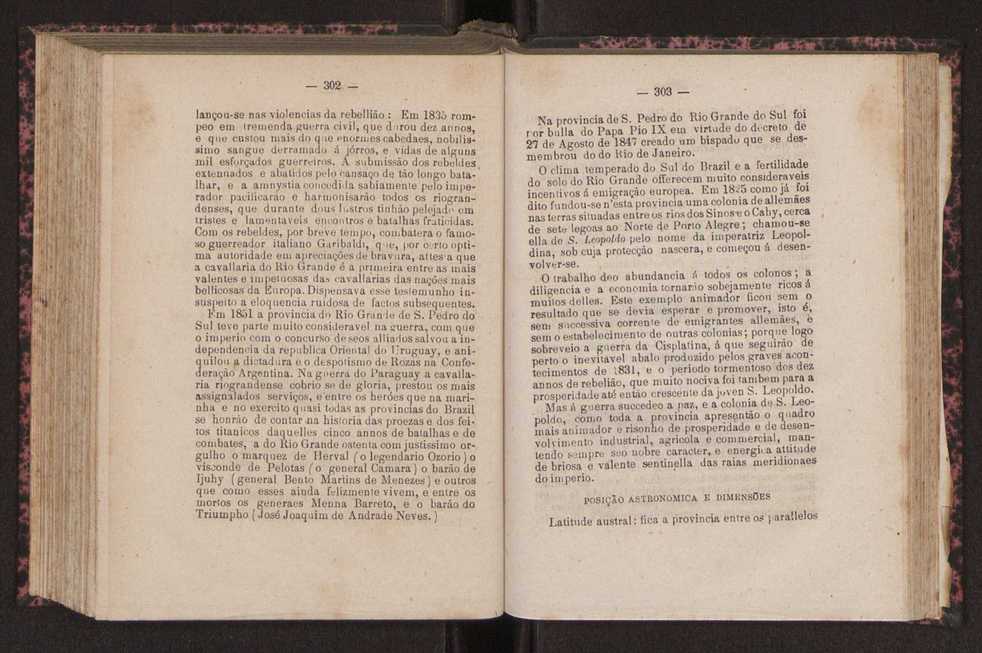 — 302 —
lançou-se nas violencias da rebellião : Em 1835 rom-
peo em tremenda guerra civil, que durou dez annos,
e que custou mais do que enormes cabedaes, nobilis-
simo sangue derramado á jórros, e vidas de alguns
mil esforçados guerreiros. A submissão dos rebeldes
extenuados e abatidos pelo cansaço de tão longo bata-
lhar, e a amnystia concedida sabiamente pelo impe-
rador pacificarão e harmonisarão todos os riogran-
denses, que durante dous lustros tinhão pelejado em
tristes e lamentaveis encontros e batalhas fraticidas.
Com os rebeldes, por breve tempo, combatera o famo-
so guerreador italiano Garibaldi, que, por certo opti-
ma autoridade em apreciações de bravura, attes'a que
a cavallaria do Rio Grande é a primeira entre as mais
valentes e impetuosas das cavallarias das nações mais
bellicosas da Europa. Dispensava esse testemunho in-
suspeito a eloquencia ruidosa de factos subsequentes.
Em 1851 a provincia do Rio Grande de S. Pedro do
Sul teve parte muito consideravel na guerra, com que
o imperio com o concurso de seos alliados salvou a in-
dependencia da republica Oriental do Uruguay, e ani-
quilou a dictadura e o despotismo de Rozas na Confe-
deração Argentina. Na guerra do Paraguay a cavalla-
ria riograndense cobrio se de gloria, prestou os mais
assignalados serviços, e entre os heróes que na mari-
nha e no exercito quasi todas as provincias do Brazil
se honrão de contar na historia das proezas e dos fei-
tos titanicos daquelles cinco annos de batalhas e de
combates, a do Rio Grande ostenta com justissimo or-
gulho o marquez de Herval ( o legendario Ozorio ) o
visconde de Pelotas ( o general Camara ) o barão de
Ijuhy ( general Bento Martins de Menezes ) e outros
que como esses ainda felizmente vivem, e entre os
mortos os generaes Menna Barreto, e o barão do
Triumpho ( José Joaquim de Andrade Neves. )
— 303 —
Na provincia de S. Pedro do Rio Grande do Sul foi
por bulla do Papa Pio IX em virtude do decreto de
27 de Agosto de 1847 creado um bispado que se des-
membrou do do Rio de Janeiro.
O clima temperado do Sul do Brazil e a fertilidade
do solo do Rio Grande offerecem muito consideraveis
incentivos á emigração europea. Em 1825 como já foi
dito fundou-se n'esta provincia uma colonia de allemães
nas terras situadas entre os rios dos Sinos e o Cahy, cerca
de sete legoas ao Norte de Porto Alegre ; chamou-se
ella de S. Leopoldo pelo nome da imperatriz Leopol-
dina, sob cuja protecção nascera, e começou á desen-
volver-se.
O trabalho deo abundancia á todos os colonos ; a
diligencia e a economia tornarão sobejamente ricos á
muitos delles. Este exemplo animador ficou sem o
resultado que se devia esperar e promover, isto é,
sem successiva corrente de emigrantes allemães, e
sem o estabelecimento de outras colonias; porque logo
sobreveio a guerra da Cisplatina, á que seguirão de
perto o inevitavel abalo produzido pelos graves acon-
tecimentos de 1831, e o periodo tormentoso dos dez
annos de rebelião, que muito nociva foi tambem para a
prosperidade até então crescente da joven S. Leopoldo.
Mas á guerra succedeo a paz, e a colonia de S. Leo-
poldo, como toda a provincia apresentão o quadro
mais animador e risonho de prosperidade e de desen-
volvimento industrial, agricola e commercial, man-
tendo sempre seo nobre caracter, e energica attitude
de briosa e valente sentinella das raias meridionaes
do imperio.
POSIÇÃO ASTRONOMICA E DIMENSÕES
Latitude austral: fica a provincia entre os parallelos